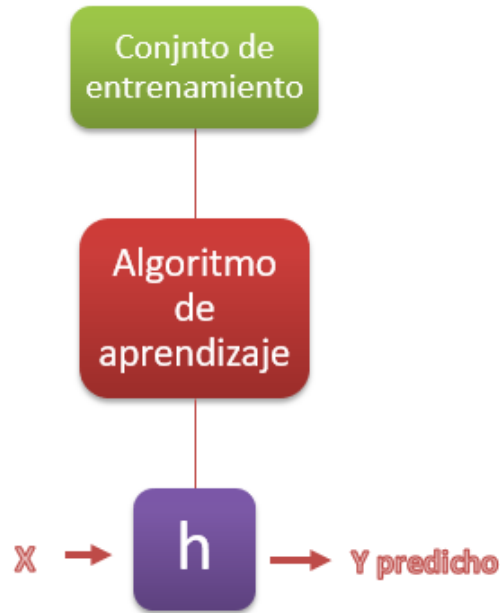 Conjnto de
entrenamiento
Algoritmo
de
aprendizaje
X
h
Y predicho